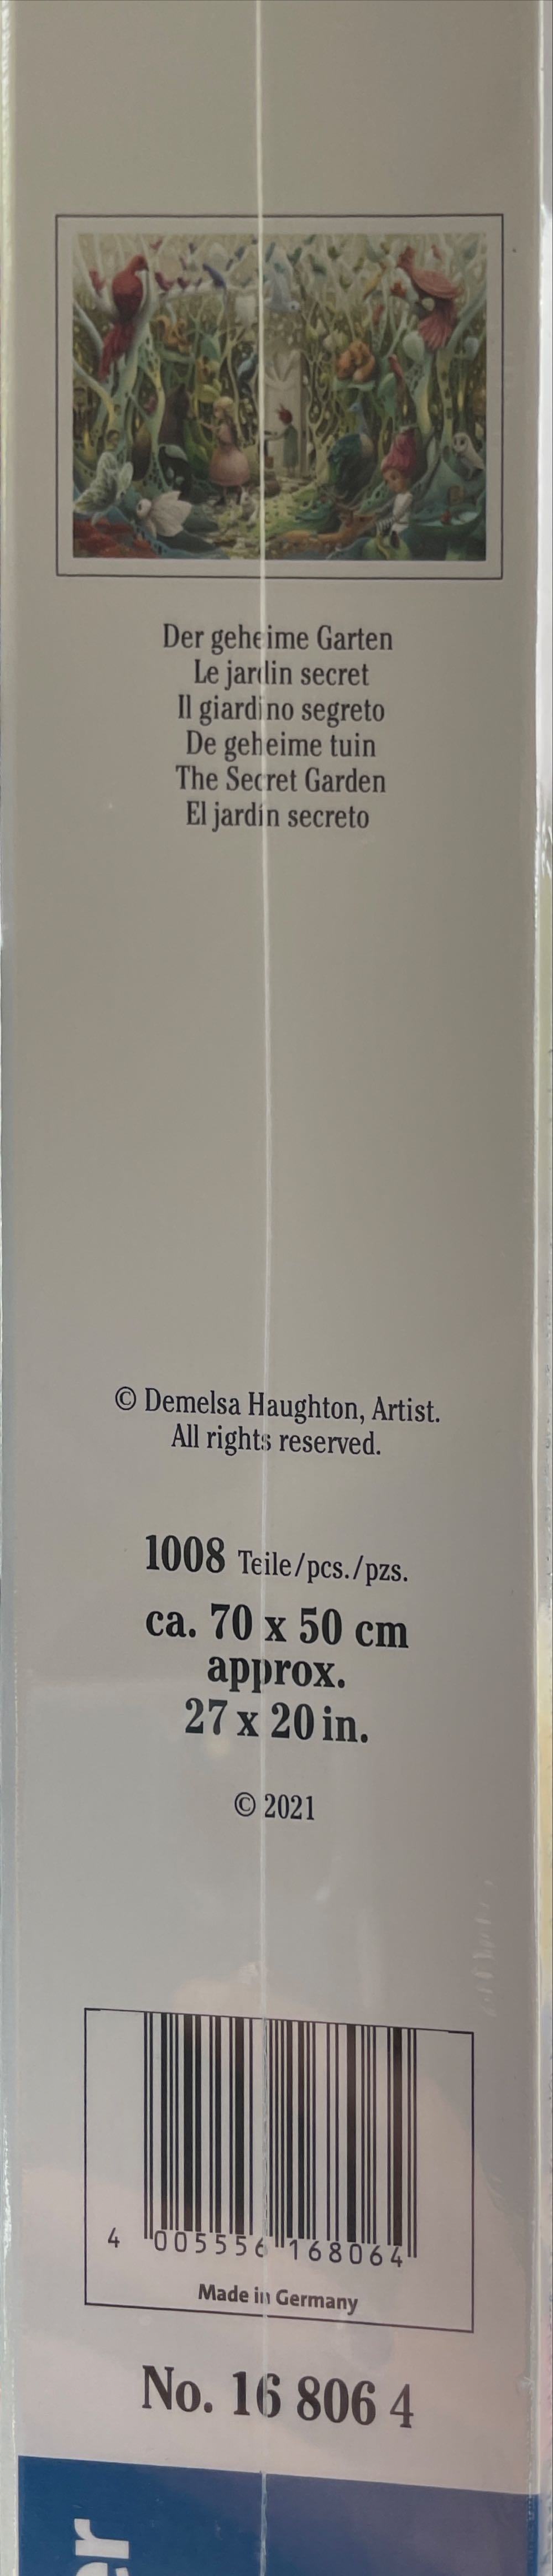 Der geheime Garten
Le jardin secret
Il giardino segreto
De geheime tuin
The Secret Garden
El jardín secreto
© Demelsa Haughton, Artist.
All rights reserved.
1008 Teile/pcs./pzs.
ca. 70 x 50 cm
approx.
27 x 20 in.
© 2021
4 005556 168064
Made in Germany
No. 16 806 4
er